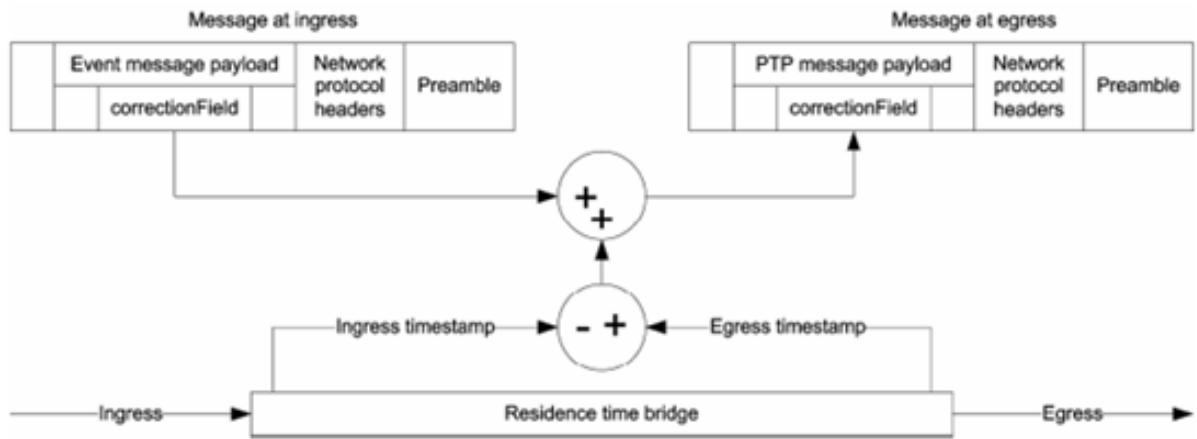 Message at ingress
Message at egress
Event message payload
correctionField
Network
protocol
headers
Preamble
PTP message payload
correctionField
Network
protocol
headers
Preamble
+
+
Ingress timestamp
- +
Egress timestamp
Ingress
Residence time bridge
Egress